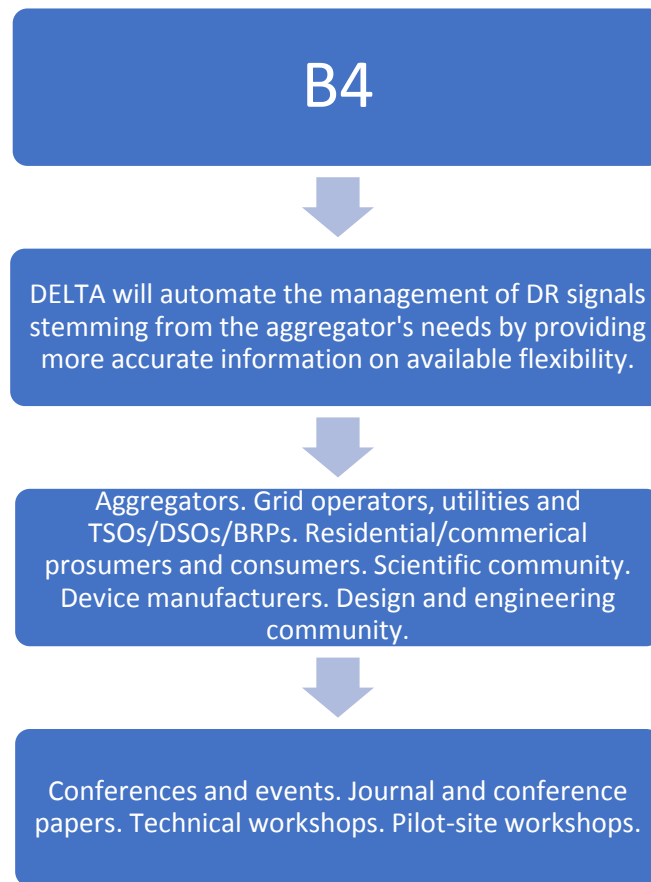 B4
DELTA will automate the management of DR signals
stemming from the aggregator's needs by providing
more accurate information on available flexibility.
Aggregators. Grid operators, utilities and
TSOs/DSOs/BRPs. Residential/commerical
prosumers and consumers. Scientific community.
Device manufacturers. Design and engineering
community.
Conferences and events. Journal and conference
papers. Technical workshops. Pilot-site workshops.